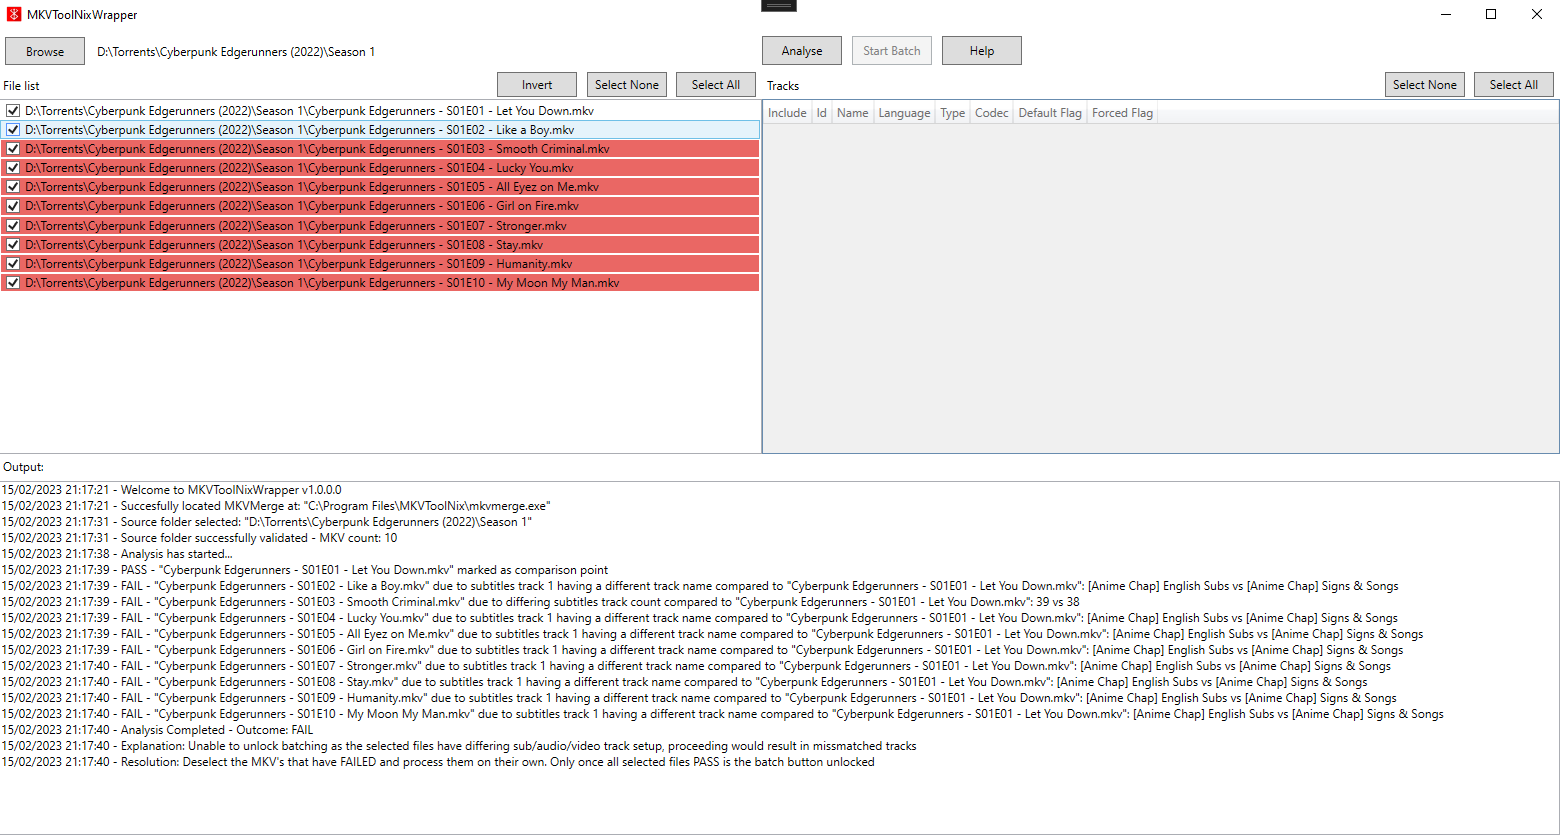 MKVToolNixWrapper
Browse
D:\Torrents\Cyberpunk Edgerunners (2022)\Season 1
Analyse
Start Batch
Help
File list
Invert
Select None
Select All
Tracks
Select None
Select All
D:\Torrents\Cyberpunk Edgerunners (2022)\Season 1\Cyberpunk Edgerunners - S01E01 - Let You Down.mkv
D:\Torrents\Cyberpunk Edgerunners (2022)\Season 1\Cyberpunk Edgerunners - S01E02 - Like a Boy.mkv
D:\Torrents\Cyberpunk Edgerunners (2022)\Season 1\Cyberpunk Edgerunners - S01E03 - Smooth Criminal.mkv
D:\Torrents\Cyberpunk Edgerunners (2022)\Season 1\Cyberpunk Edgerunners - S01E04 - Lucky You.mkv
D:\Torrents\Cyberpunk Edgerunners (2022)\Season 1\Cyberpunk Edgerunners - S01E05 - All Eyez on Me.mkv
D:\Torrents\Cyberpunk Edgerunners (2022)\Season 1\Cyberpunk Edgerunners - S01E06 - Girl on Fire.mkv
D:\Torrents\Cyberpunk Edgerunners (2022)\Season 1\Cyberpunk Edgerunners - S01E07 - Stronger.mkv
D:\Torrents\Cyberpunk Edgerunners (2022)\Season 1\Cyberpunk Edgerunners - S01E08 - Stay.mkv
D:\Torrents\Cyberpunk Edgerunners (2022)\Season 1\Cyberpunk Edgerunners - S01E09 - Humanity.mkv
D:\Torrents\Cyberpunk Edgerunners (2022)\Season 1\Cyberpunk Edgerunners - S01E10 - My Moon My Man.mkv
Include Id Name Language Type Codec Default Flag Forced Flag
Output:
15/02/2023 21:17:21 - Welcome to MKVToolNixWrapper v1.0.0.0
15/02/2023 21:17:21 - Succesfully located MKVMerge at: "C:\Program Files\MKVToolNix\mkvmerge.exe"
15/02/2023 21:17:31 - Source folder selected: "D:\Torrents\Cyberpunk Edgerunners (2022)\Season 1"
15/02/2023 21:17:31 - Source folder successfully validated - MKV count: 10
15/02/2023 21:17:38 - Analysis has started...
15/02/2023 21:17:39 - PASS - "Cyberpunk Edgerunners - S01E01 - Let You Down.mkv" marked as comparison point
15/02/2023 21:17:39 - FAIL - "Cyberpunk Edgerunners - S01E02 - Like a Boy.mkv" due to subtitles track 1 having a different track name compared to "Cyberpunk Edgerunners - S01E01 - Let You Down.mkv": [Anime Chap] English Subs vs [Anime Chap] Signs & Songs
15/02/2023 21:17:39 - FAIL - "Cyberpunk Edgerunners - S01E03 - Smooth Criminal.mkv" due to differing subtitles track count compared to "Cyberpunk Edgerunners - S01E01 - Let You Down.mkv": 39 vs 38
15/02/2023 21:17:39 - FAIL - "Cyberpunk Edgerunners - S01E04 - Lucky You.mkv" due to subtitles track 1 having a different track name compared to "Cyberpunk Edgerunners - S01E01 - Let You Down.mkv": [Anime Chap] English Subs vs [Anime Chap] Signs & Songs
15/02/2023 21:17:39 - FAIL - "Cyberpunk Edgerunners - S01E05 - All Eyez on Me.mkv" due to subtitles track 1 having a different track name compared to "Cyberpunk Edgerunners - S01E01 - Let You Down.mkv": [Anime Chap] English Subs vs [Anime Chap] Signs & Songs
15/02/2023 21:17:39 - FAIL - "Cyberpunk Edgerunners - S01E06 - Girl on Fire.mkv" due to subtitles track 1 having a different track name compared to "Cyberpunk Edgerunners - S01E01 - Let You Down.mkv": [Anime Chap] English Subs vs [Anime Chap] Signs & Songs
15/02/2023 21:17:40 - FAIL - "Cyberpunk Edgerunners - S01E07 - Stronger.mkv" due to subtitles track 1 having a different track name compared to "Cyberpunk Edgerunners - S01E01 - Let You Down.mkv": [Anime Chap] English Subs vs [Anime Chap] Signs & Songs
15/02/2023 21:17:40 - FAIL - "Cyberpunk Edgerunners - S01E08 - Stay.mkv" due to subtitles track 1 having a different track name compared to "Cyberpunk Edgerunners - S01E01 - Let You Down.mkv": [Anime Chap] English Subs vs [Anime Chap] Signs & Songs
15/02/2023 21:17:40 - FAIL - "Cyberpunk Edgerunners - S01E09 - Humanity.mkv" due to subtitles track 1 having a different track name compared to "Cyberpunk Edgerunners - S01E01 - Let You Down.mkv": [Anime Chap] English Subs vs [Anime Chap] Signs & Songs
15/02/2023 21:17:40 - FAIL - "Cyberpunk Edgerunners - S01E10 - My Moon My Man.mkv" due to subtitles track 1 having a different track name compared to "Cyberpunk Edgerunners - S01E01 - Let You Down.mkv": [Anime Chap] English Subs vs [Anime Chap] Signs & Songs
15/02/2023 21:17:40 - Analysis Completed - Outcome: FAIL
15/02/2023 21:17:40 - Explanation: Unable to unlock batching as the selected files have differing sub/audio/video track setup, proceeding would result in missmatched tracks
15/02/2023 21:17:40 - Resolution: Deselect the MKV's that have FAILED and process them on their own. Only once all selected files PASS is the batch button unlocked